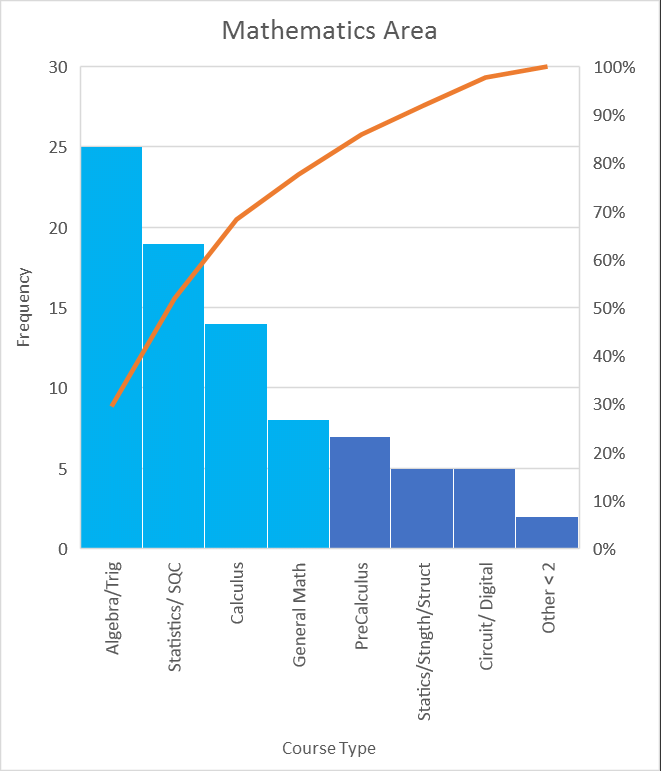 Mathematics Area
30
25
20
15
10
5
0
Frequency
100%
90%
80%
70%
60%
50%
40%
30%
20%
10%
0%
Algebra/Trig
Statistics/ SQC
Calculus
General Math
PreCalculus
Statics/Stngth/Struct
Circuit/ Digital
Other < 2
Course Type